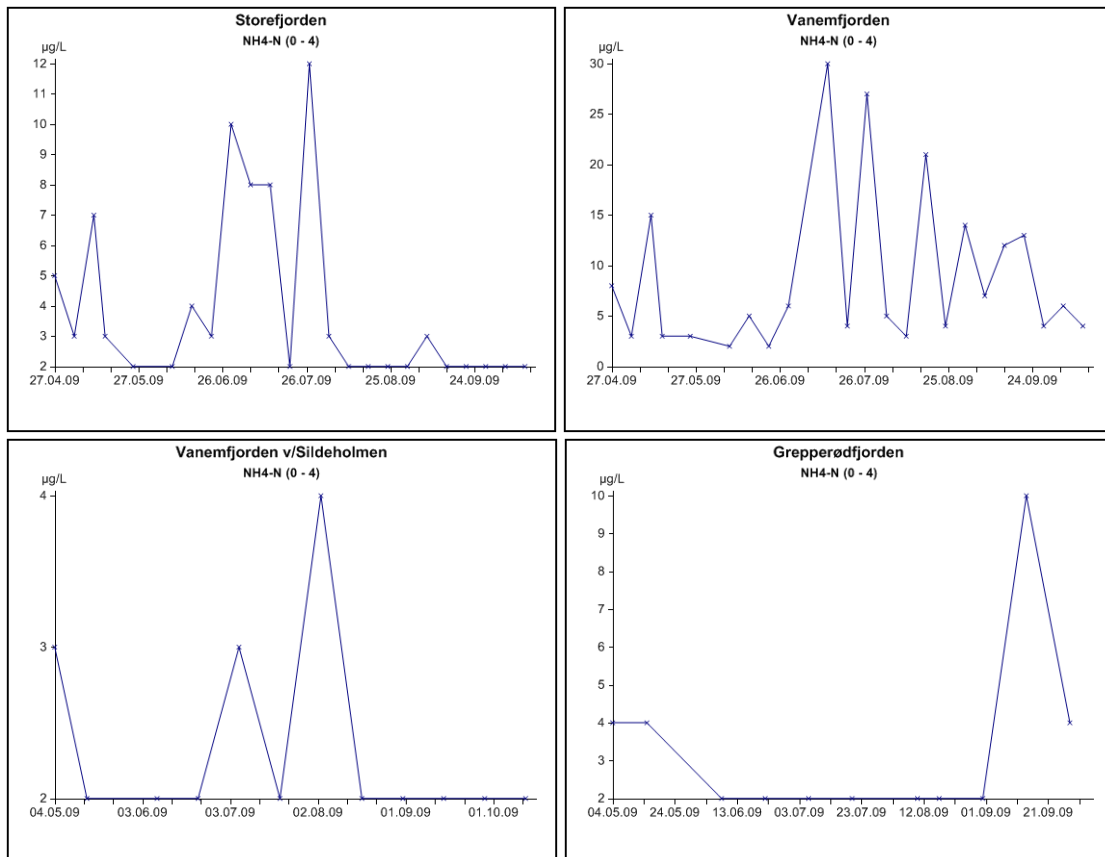 Storefjorden
NH4-N (0 - 4)
µg/L
12
11
10
9
8
7
6
5
4
3
2
27.04.09 27.05.09 26.06.09 26.07.09 25.08.09 24.09.09
Vanemfjorden
NH4-N (0 - 4)
µg/L
30
25
20
15
10
5
0
27.04.09 27.05.09 26.06.09 26.07.09 25.08.09 24.09.09
Vanemfjorden v/Sildeholmen
NH4-N (0 - 4)
µg/L
4
3
2
04.05.09 03.06.09 03.07.09 02.08.09 01.09.09 01.10.09
Grepperødfjorden
NH4-N (0 - 4)
µg/L
10
9
8
7
6
5
4
3
2
04.05.09 24.05.09 13.06.09 03.07.09 23.07.09 12.08.09 01.09.09 21.09.09